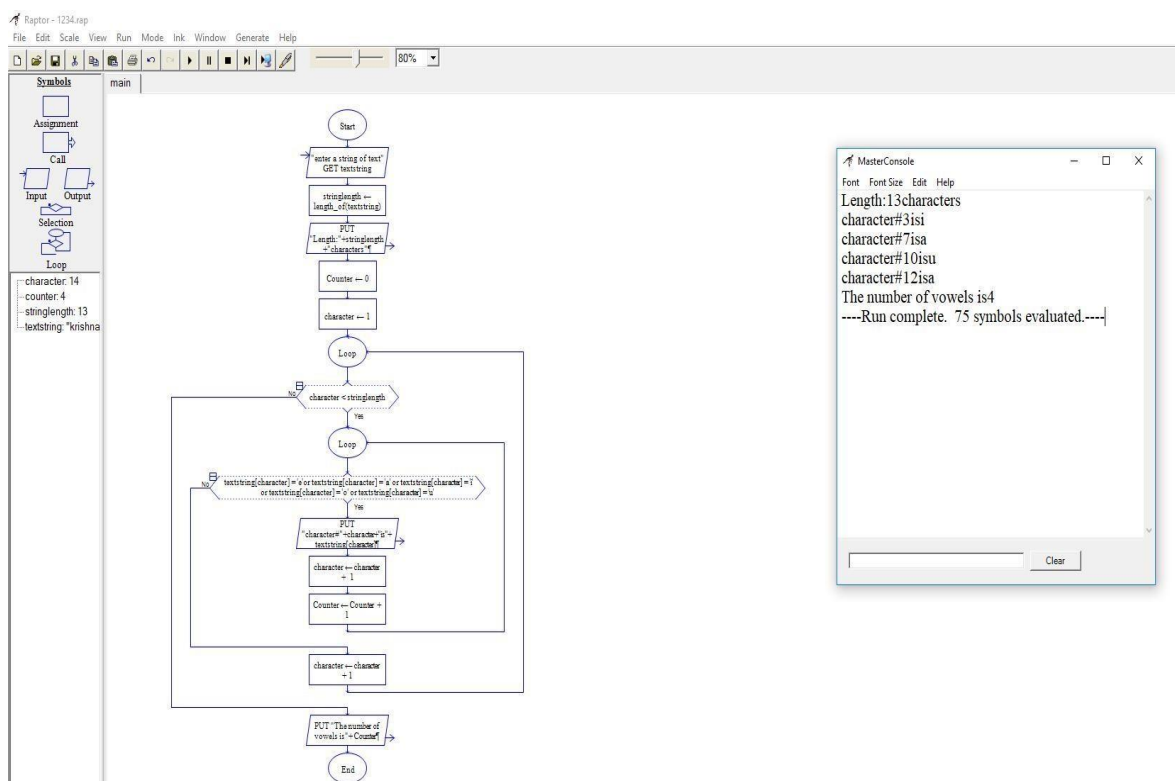 Raptor - 1234.rap
File Edit Scale View Run Mode Ink Window Generate Help
80%
Symbols
main
Assignment
Call
Input Output
Selection
Loop
character: 14
counter: 4
stringlength: 13
textstring: "krishna
Start
"enter a string of text"
GET textstring
stringlength ←
length_of(textstring)
PUT
"Length:"+stringlength
+"characters"¶
Counter ← 0
character ← 1
Loop
No
character < stringlength
Yes
Loop
No
textstring[character] = 'e' or textstring[character] = 'a' or textstring[character] = 'i'
or textstring[character] = 'o' or textstring[character] = 'u'
Yes
PUT
"character#"+character+"is"+
textstring[character]¶
character ← character
+ 1
Counter ← Counter +
1
character ← character
+ 1
PUT "The number of
vowels is"+Counter¶
End
MasterConsole
Font Font Size Edit Help
Length:13characters
character#3isi
character#7isa
character#10isu
character#12isa
The number of vowels is4
----Run complete. 75 symbols evaluated.----
Clear